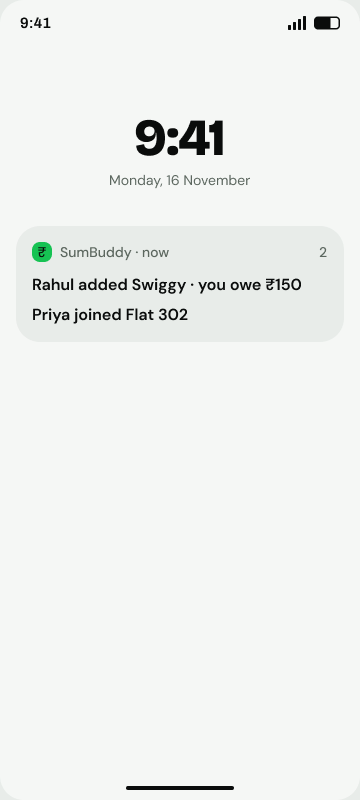 9:41
9:41
Monday, 16 November
₹ SumBuddy · now 2
Rahul added Swiggy · you owe ₹150
Priya joined Flat 302